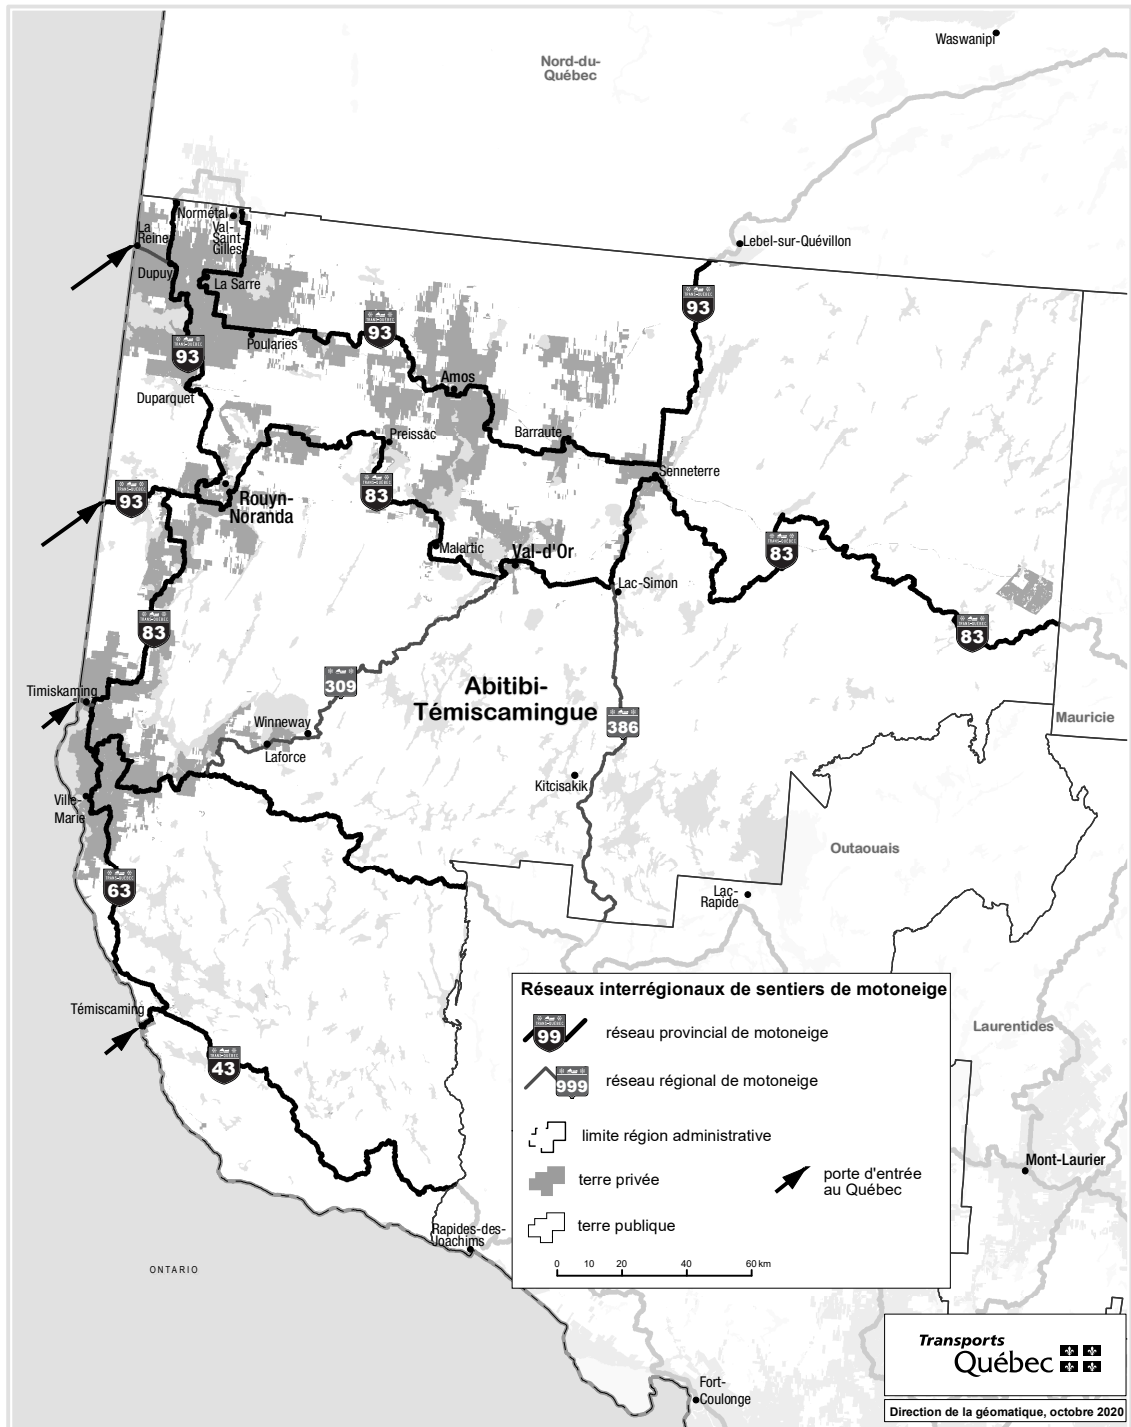 Waswanipi
Nord-du-
Québec
Normétal
La
Reine
Val-
Saint-
Gilles
Lebel-sur-Quévillon
Dupuy
La Sarre
93
93
93
Poularies
Amos
Duparquet
Preissac
Barraute
Senneterre
93
83
Rouyn-
Noranda
Malartic
Val-d'Or
83
Lac-Simon
83
83
309
Abitibi-
Témiscamingue
Timiskaming
Winneway
Laforce
386
Mauricie
Kitcisakik
Ville-
Marie
Outaouais
63
Lac-
Rapide
Témiscaming
43
Réseaux interrégionaux de sentiers de motoneige
99
réseau provincial de motoneige
999
réseau régional de motoneige
limite région administrative
terre privée
porte d'entrée
au Québec
terre publique
0 10 20 40 60 km
Laurentides
Mont-Laurier
Rapides-des-
Joachims
ONTARIO
Fort-
Coulonge
Transports
Québec
Direction de la géomatique, octobre 2020